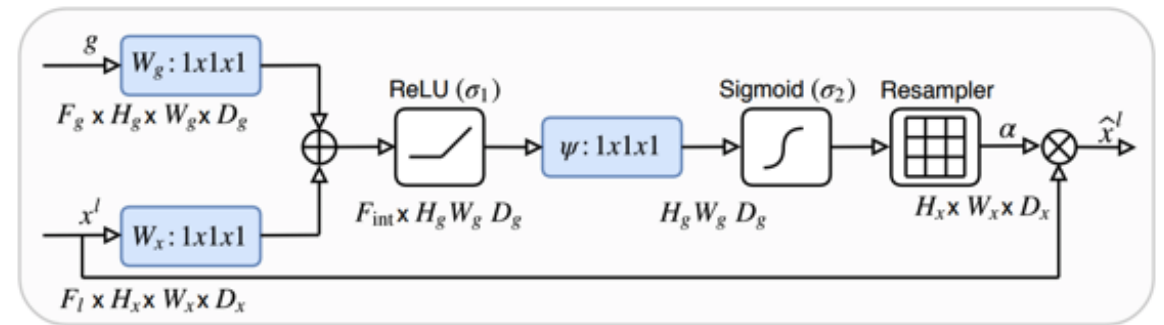 g
W_g : 1x1x1
F_g x H_g x W_g x D_g
ReLU (σ_1)
Sigmoid (σ_2)
Resampler
ψ : 1x1x1
α
x̂^l
F_int x H_g W_g D_g
H_g W_g D_g
H_x x W_x x D_x
x^l
W_x : 1x1x1
F_l x H_x x W_x x D_x